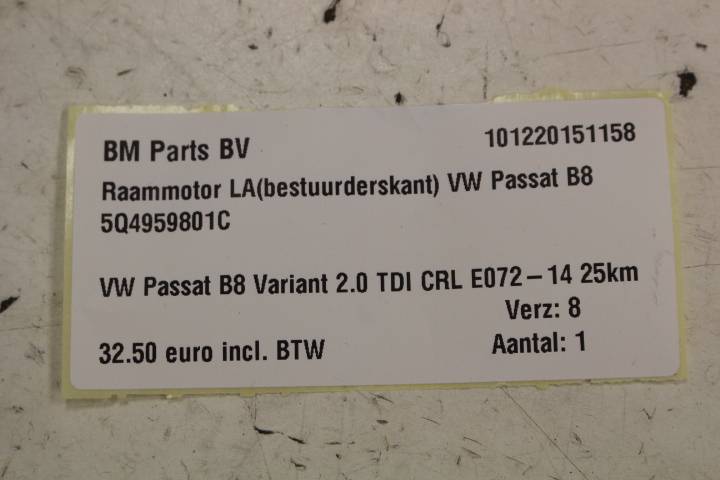 BM Parts BV 101220151158
Raammotor LA(bestuurderskant) VW Passat B8
5Q4959801C
VW Passat B8 Variant 2.0 TDI CRL E072-14 25km
Verz: 8
32.50 euro incl. BTW Aantal: 1